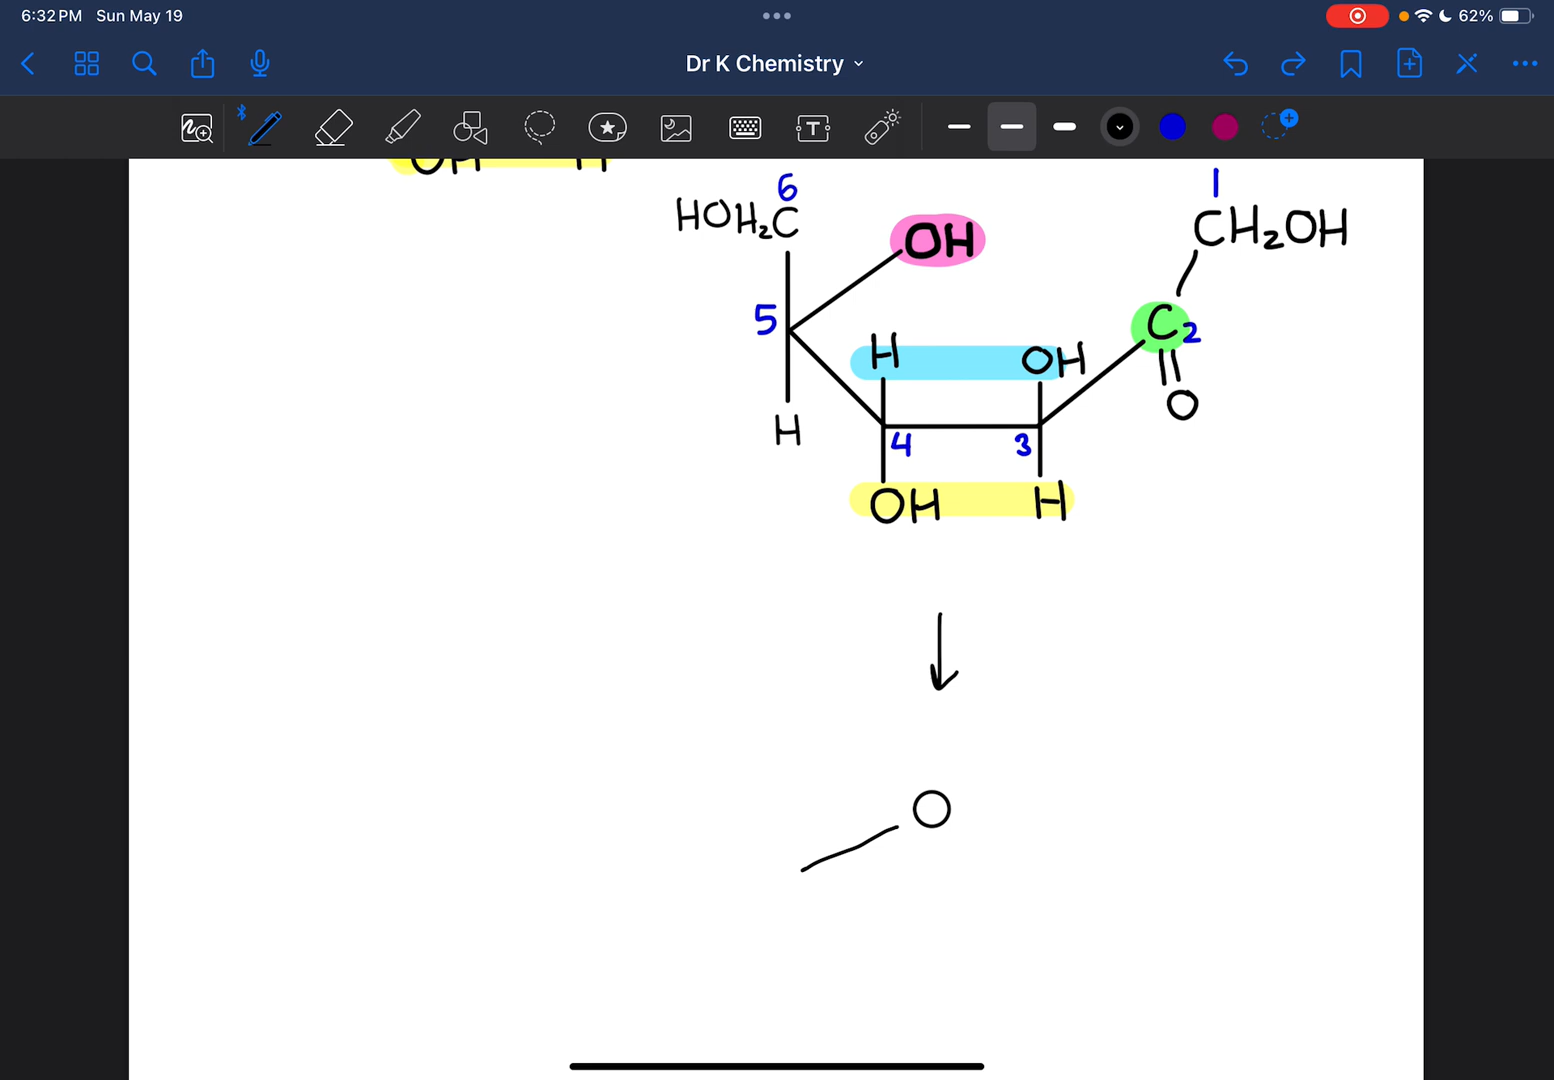 6:32 PM Sun May 19
62%
Dr K Chemistry
T
6
1
HOH₂C
OH
CH₂OH
5
C 2
H OH
O
H
4 3
OH H
O